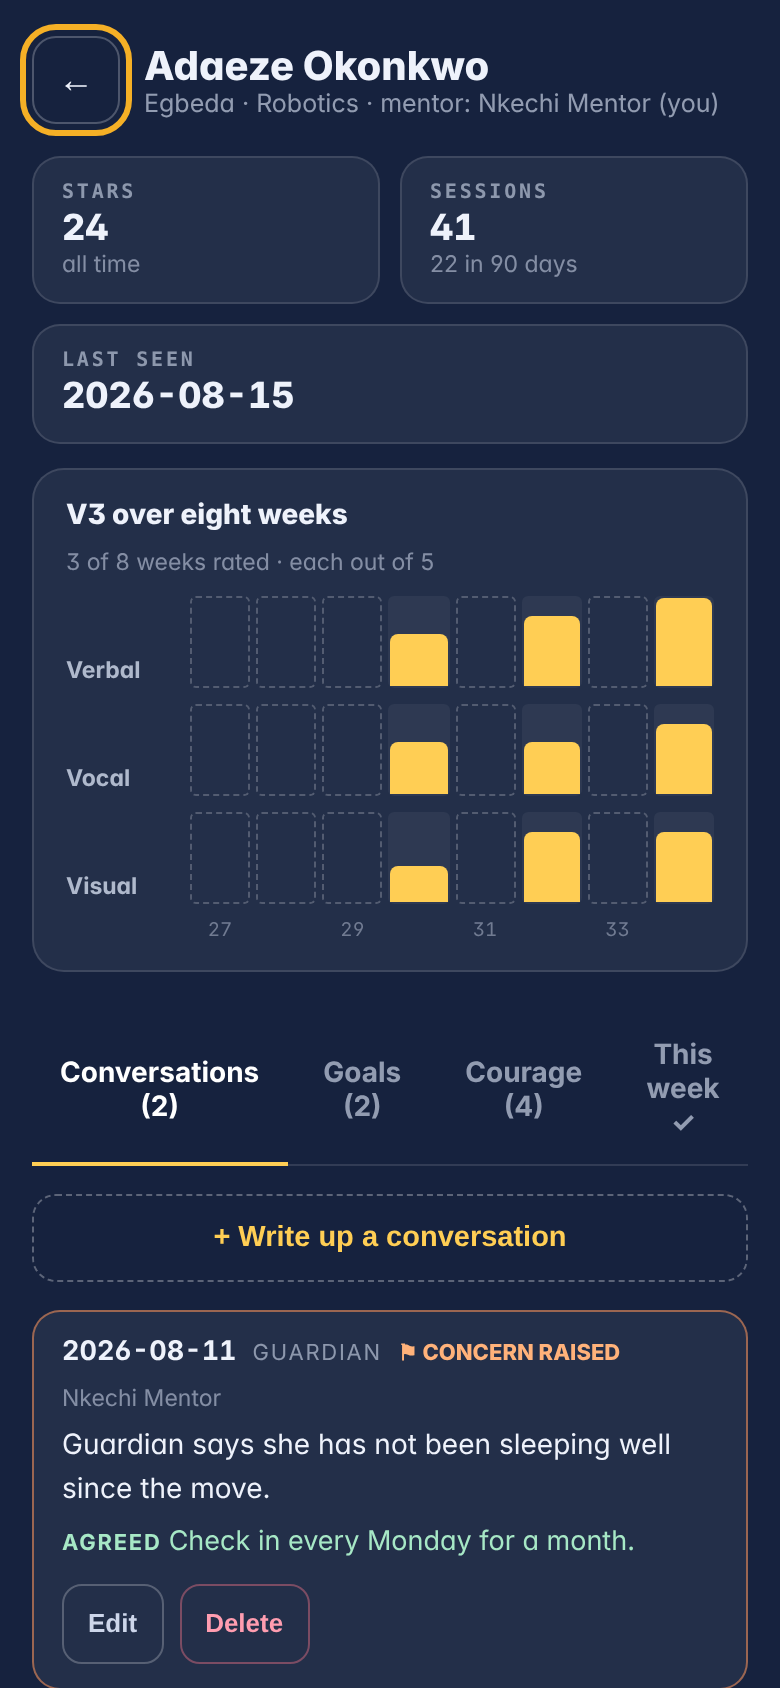 ←
Adaeze Okonkwo
Egbeda · Robotics · mentor: Nkechi Mentor (you)
STARS
24
all time
SESSIONS
41
22 in 90 days
LAST SEEN
2026-08-15
V3 over eight weeks
3 of 8 weeks rated · each out of 5
Verbal
Vocal
Visual
27 29 31 33
Conversations
(2)
Goals
(2)
Courage
(4)
This
week
✓
+ Write up a conversation
2026-08-11 GUARDIAN ⚑ CONCERN RAISED
Nkechi Mentor
Guardian says she has not been sleeping well
since the move.
AGREED Check in every Monday for a month.
Edit
Delete